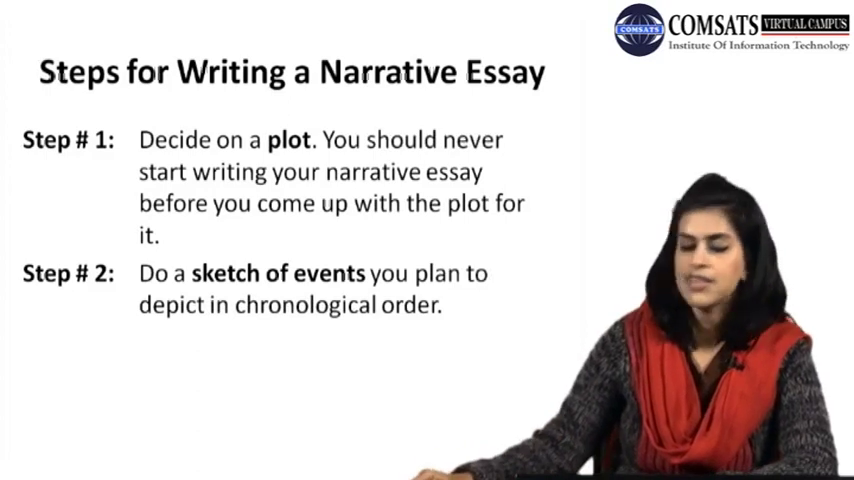 COMSATS VIRTUAL CAMPUS
COMSATS
Institute Of Information Technology
Steps for Writing a Narrative Essay
Step # 1: Decide on a plot. You should never
start writing your narrative essay
before you come up with the plot for
it.
Step # 2: Do a sketch of events you plan to
depict in chronological order.